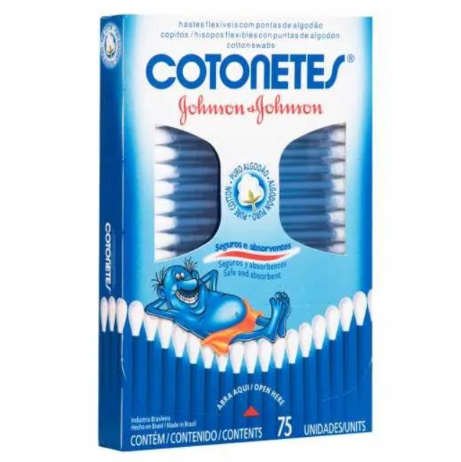 hastes flexíveis com pontas de algodão
copitos / hisopos flexibles con puntas de algodón
cotton swabs
COTONETES®
Johnson & Johnson
PURO ALGODÃO • ALGODÓN PURO • PURE COTTON •
Seguros e absorventes
Seguros y absorbentes
Safe and absorbent
ABRA AQUI / OPEN HERE
Indústria Brasileira
Hecho en Brasil / Made in Brazil
CONTÉM / CONTENIDO / CONTENTS 75 UNIDADES/UNITS
COTONETES